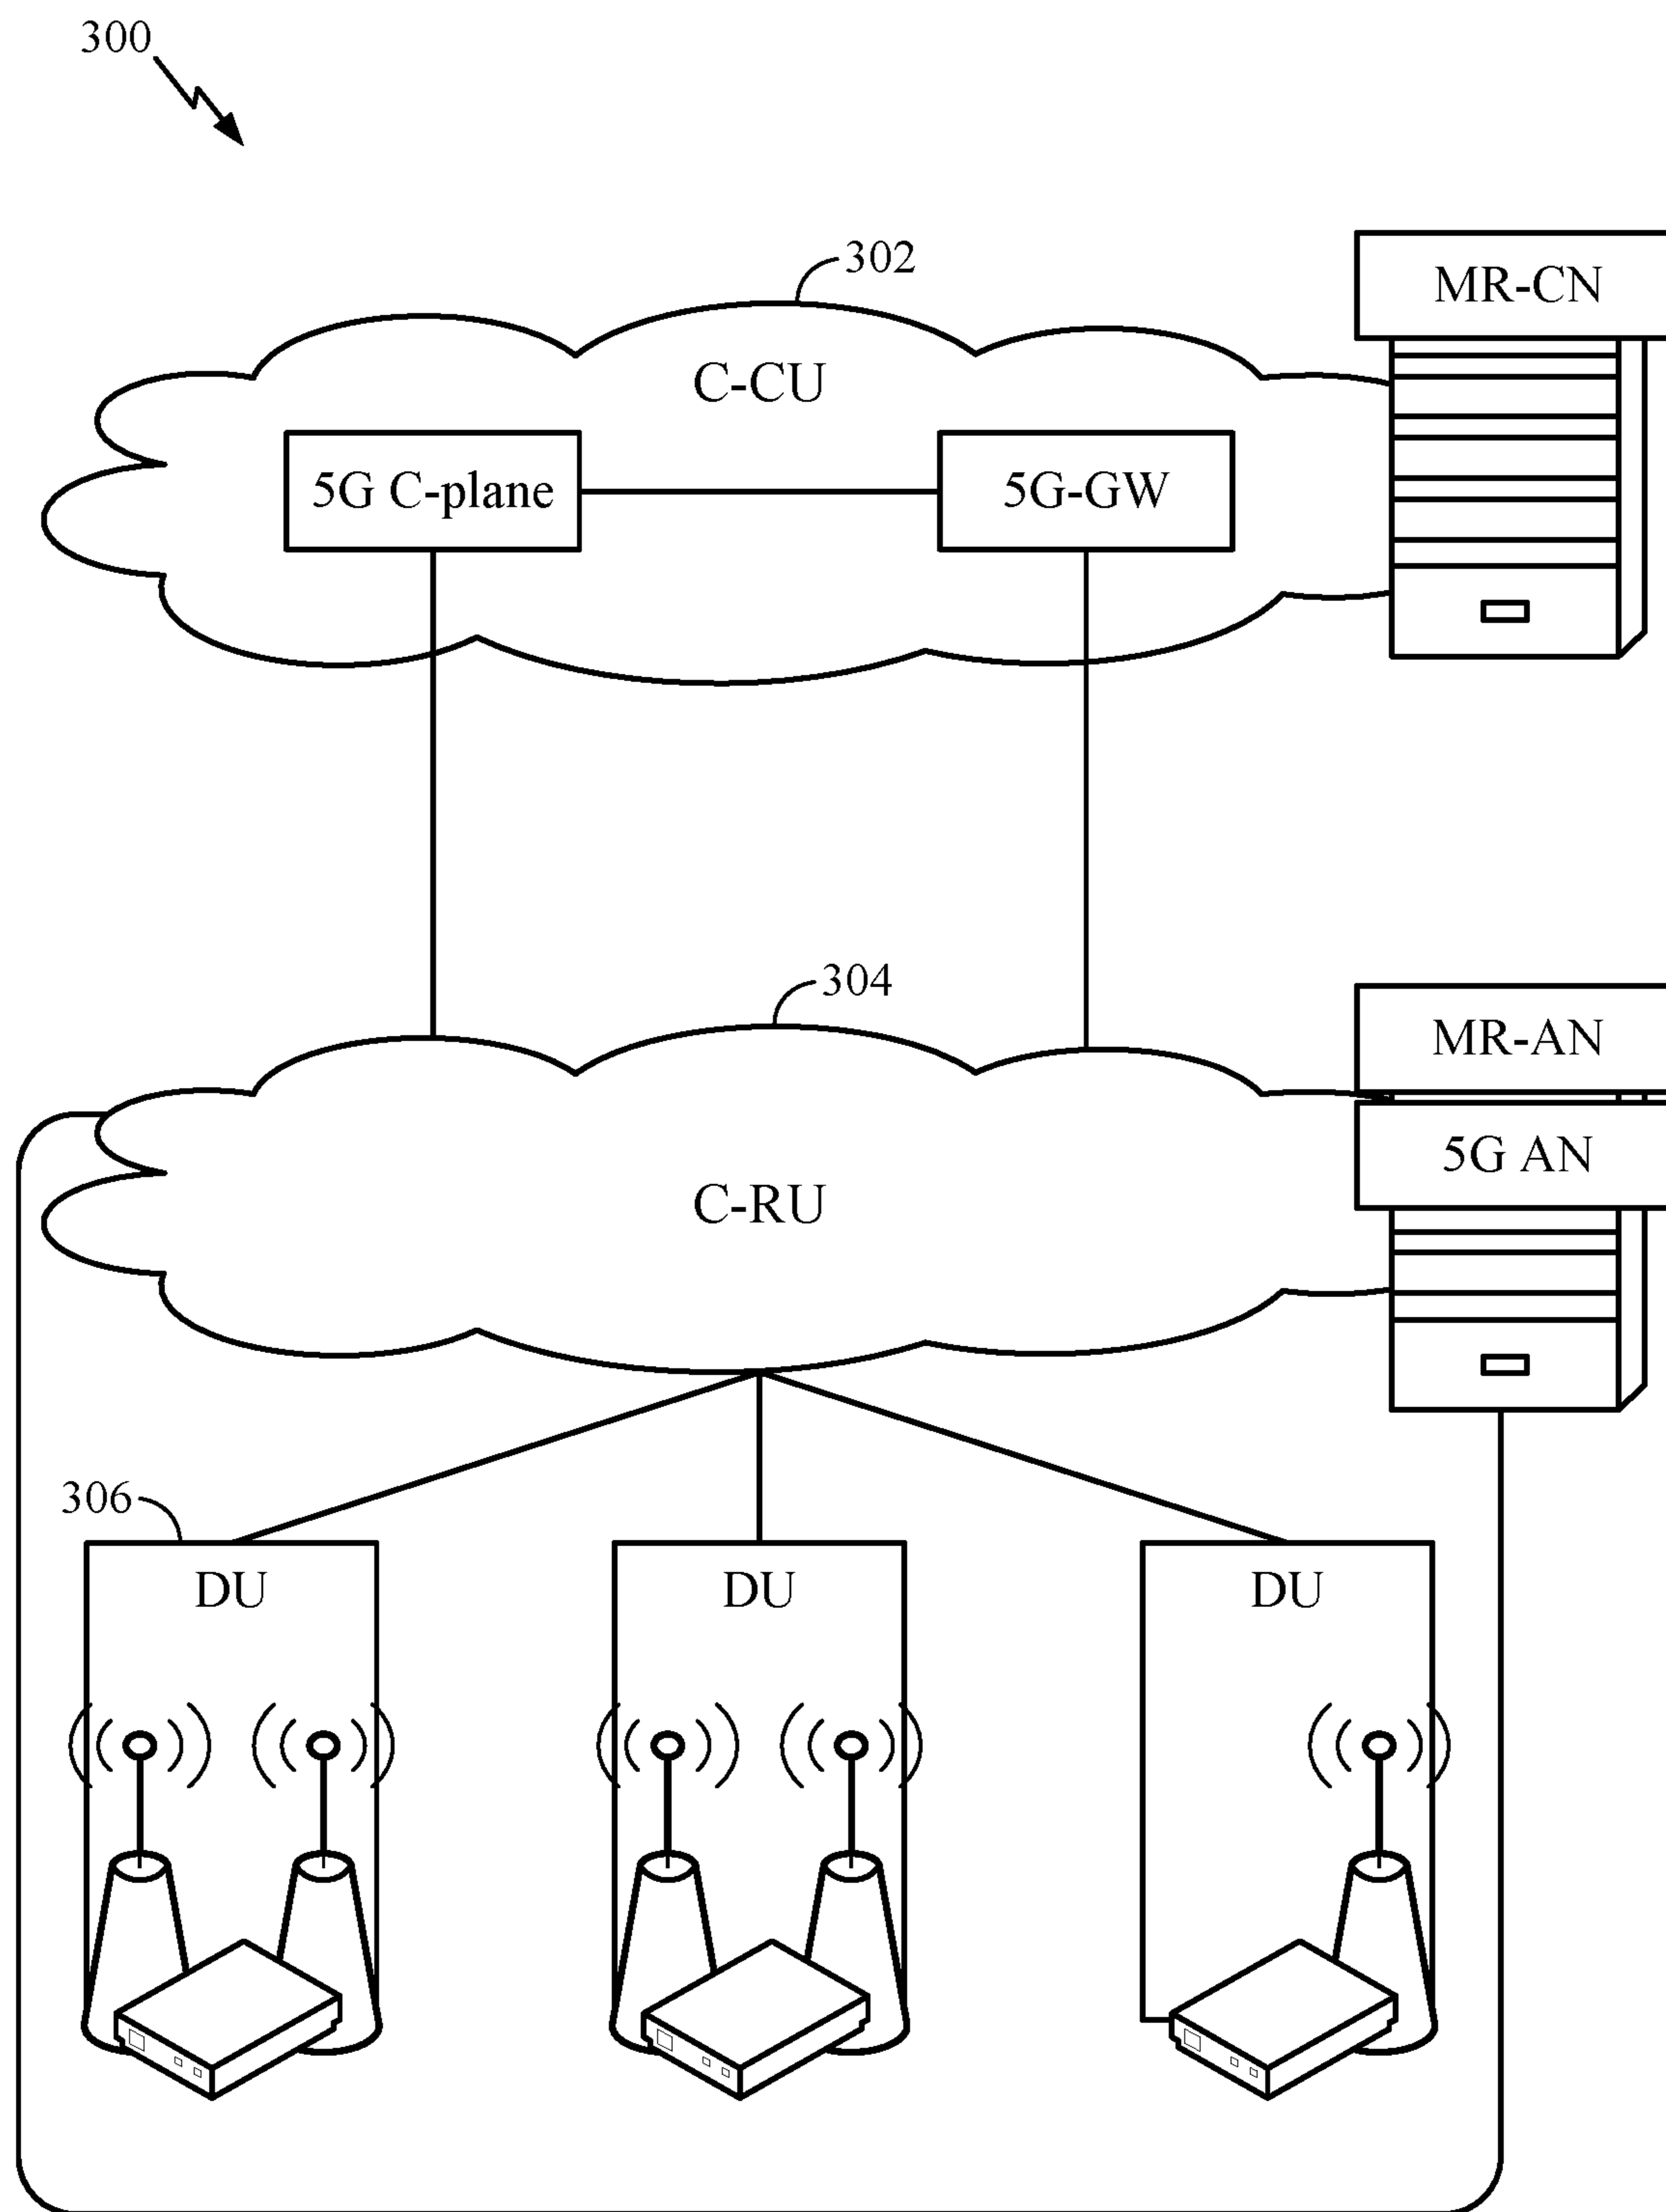 300
302
MR-CN
C-CU
5G C-plane
5G-GW
304
MR-AN
5G AN
C-RU
306
DU
DU
DU